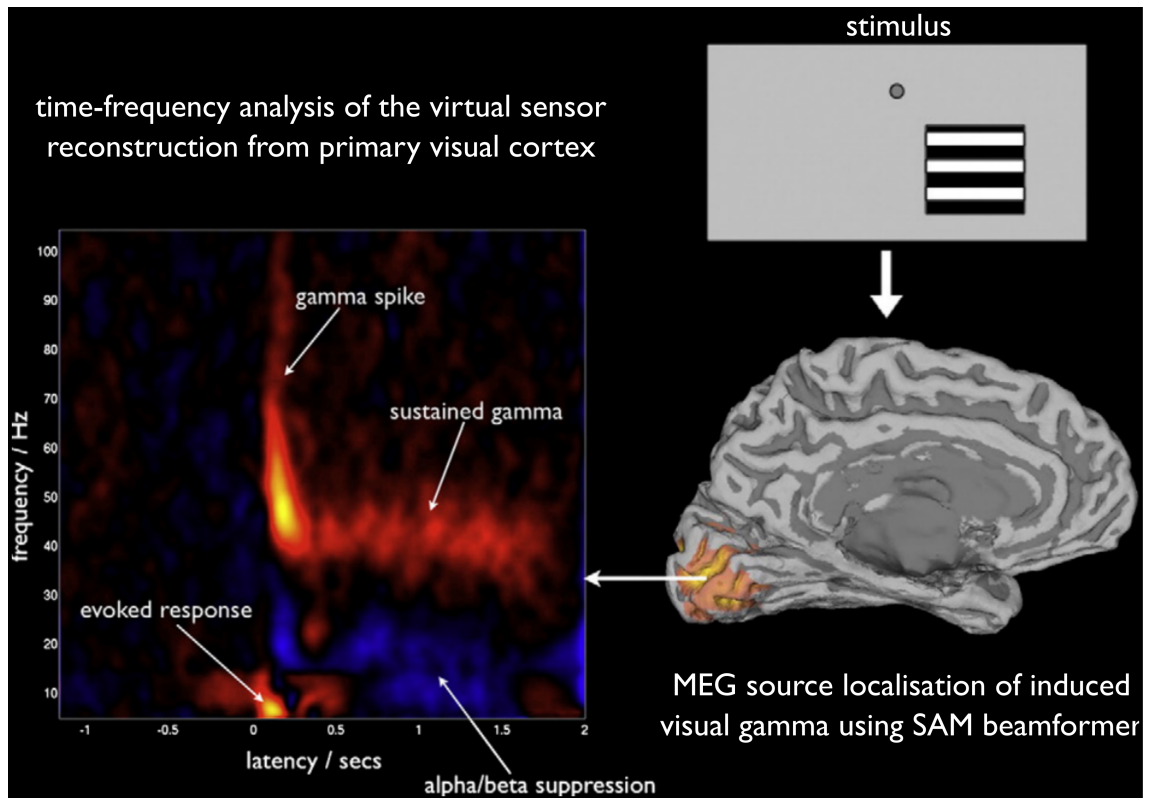 stimulus
time-frequency analysis of the virtual sensor
reconstruction from primary visual cortex
100
90
80
70
60
50
40
30
20
10
frequency / Hz
gamma spike
sustained gamma
evoked response
-1
-0.5
0
0.5
1
1.5
2
latency / secs
alpha/beta suppression
MEG source localisation of induced
visual gamma using SAM beamformer